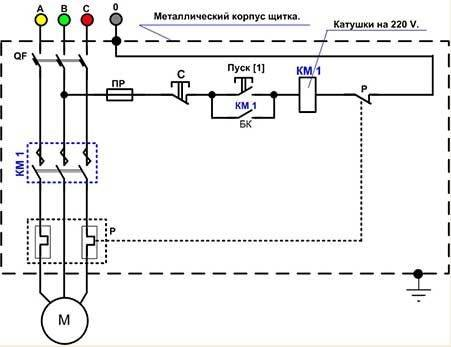 A B C 0
Металлический корпус щитка.
Катушки на 220 V.
QF
ПР
С
Пуск [1]
КМ 1
Р
КМ 1
БК
КМ 1
Р
М